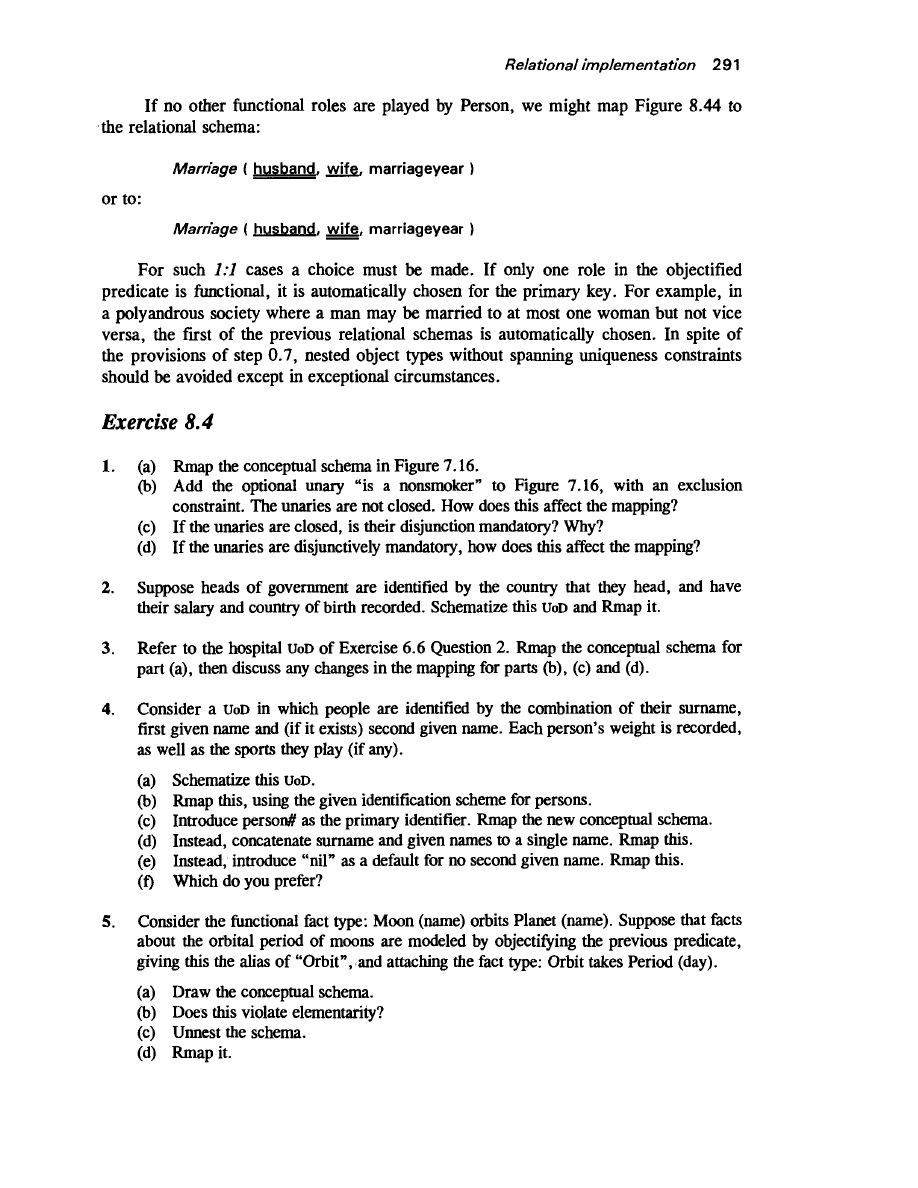 Relational implementation 291
If no other functional roles are played by Person, we might map Figure 8.44 to
the relational schema:
Marriage ( husband, wife, marriageyear )
or to:
Marriage ( husband, wife, marriageyear )
For such 1:1 cases a choice must be made. If only one role in the objectified
predicate is functional, it is automatically chosen for the primary key. For example, in
a polyandrous society where a man may be married to at most one woman but not vice
versa, the first of the previous relational schemas is automatically chosen. In spite of
the provisions of step 0.7, nested object types without spanning uniqueness constraints
should be avoided except in exceptional circumstances.
Exercise 8.4
1. (a) Rmap the conceptual schema in Figure 7.16.
(b) Add the optional unary “is a nonsmoker” to Figure 7.16, with an exclusion
constraint. The unaries are not closed. How does this affect the mapping?
(c) If the unaries are closed, is their disjunction mandatory? Why?
(d) If the unaries are disjunctively mandatory, how does this affect the mapping?
2. Suppose heads of government are identified by the country that they head, and have
their salary and country of birth recorded. Schematize this UoD and Rmap it.
3. Refer to the hospital UoD of Exercise 6.6 Question 2. Rmap the conceptual schema for
part (a), then discuss any changes in the mapping for parts (b), (c) and (d).
4. Consider a UoD in which people are identified by the combination of their surname,
first given name and (if it exists) second given name. Each person's weight is recorded,
as well as the sports they play (if any).
(a) Schematize this UoD.
(b) Rmap this, using the given identification scheme for persons.
(c) Introduce person# as the primary identifier. Rmap the new conceptual schema.
(d) Instead, concatenate surname and given names to a single name. Rmap this.
(e) Instead, introduce “nil” as a default for no second given name. Rmap this.
(f) Which do you prefer?
5. Consider the functional fact type: Moon (name) orbits Planet (name). Suppose that facts
about the orbital period of moons are modeled by objectifying the previous predicate,
giving this the alias of “Orbit”, and attaching the fact type: Orbit takes Period (day).
(a) Draw the conceptual schema.
(b) Does this violate elementarity?
(c) Unnest the schema.
(d) Rmap it.